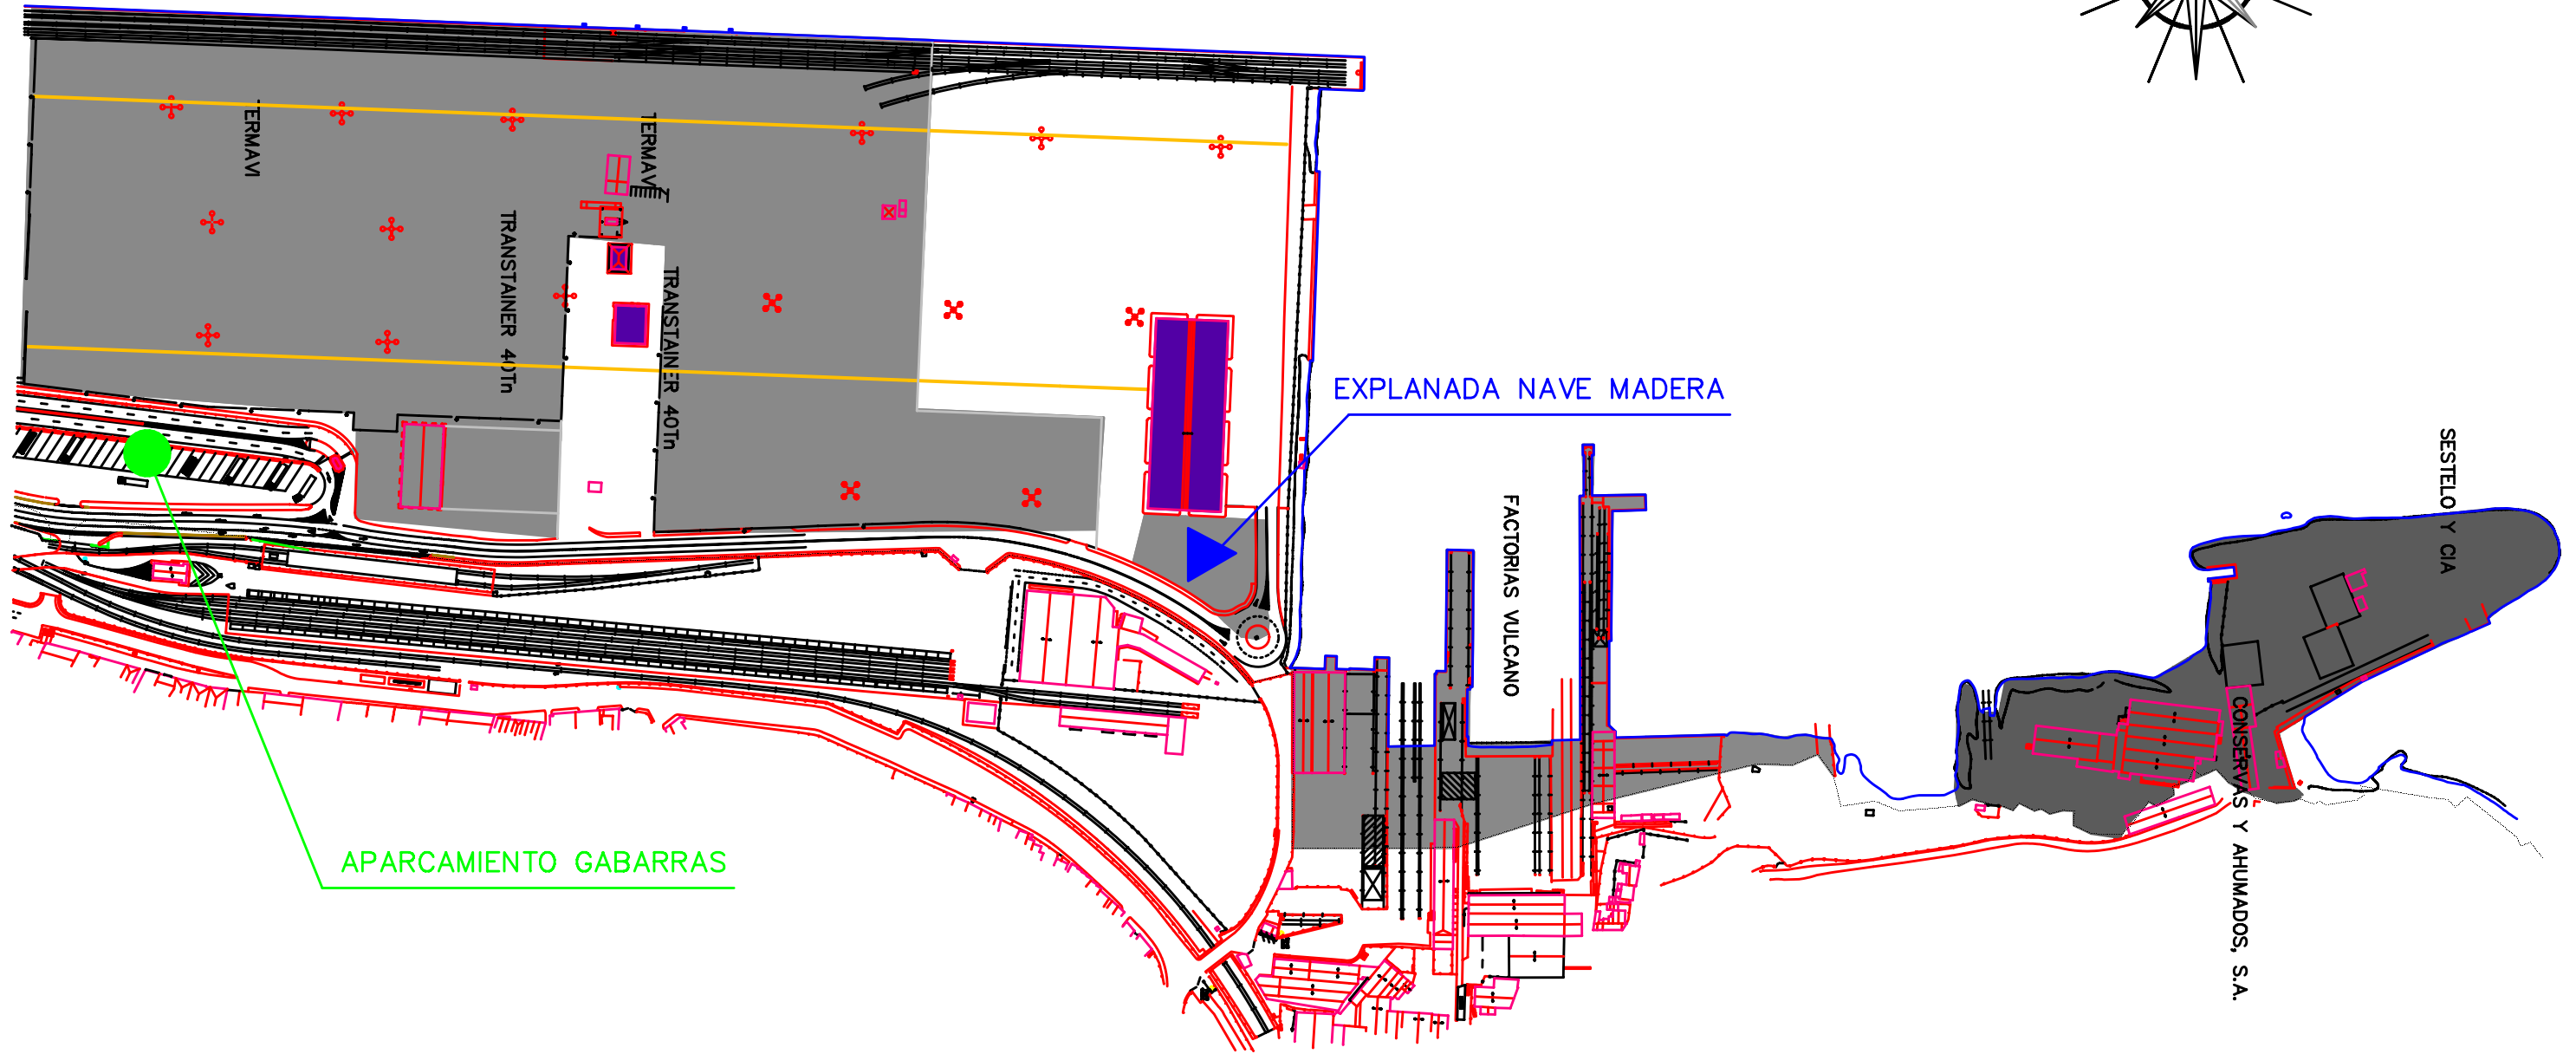 TERMAVI
TERMAVI
TRANSTAINER 40Tn
TRANSTAINER 40Tn
EXPLANADA NAVE MADERA
FACTORIAS VULCANO
SESTELO Y CIA
CONSERVAS Y AHUMADOS, S.A.
APARCAMIENTO GABARRAS